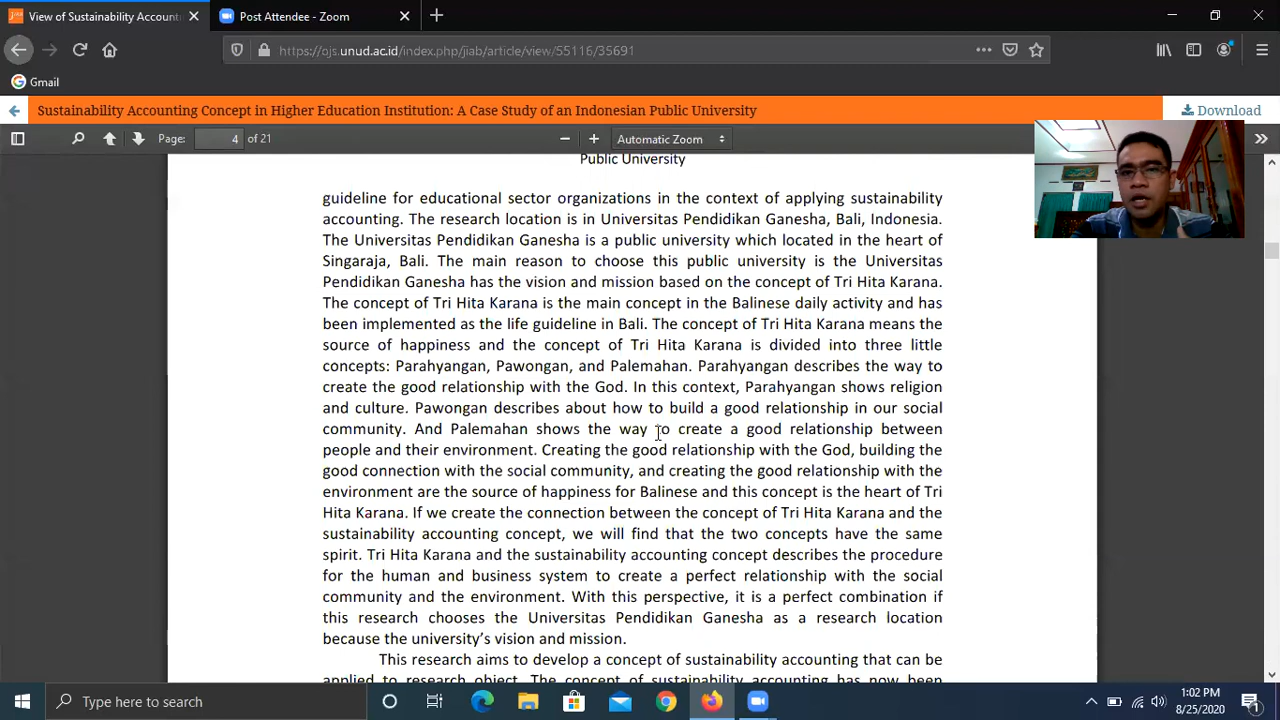 View of Sustainability Account
Post Attendee - Zoom
https://ojs.unud.ac.id/index.php/jiab/article/view/55116/35691
Gmail
Sustainability Accounting Concept in Higher Education Institution: A Case Study of an Indonesian Public University
Download
Page: 4 of 21
Automatic Zoom
Public University
guideline for educational sector organizations in the context of applying sustainability
accounting. The research location is in Universitas Pendidikan Ganesha, Bali, Indonesia.
The Universitas Pendidikan Ganesha is a public university which located in the heart of
Singaraja, Bali. The main reason to choose this public university is the Universitas
Pendidikan Ganesha has the vision and mission based on the concept of Tri Hita Karana.
The concept of Tri Hita Karana is the main concept in the Balinese daily activity and has
been implemented as the life guideline in Bali. The concept of Tri Hita Karana means the
source of happiness and the concept of Tri Hita Karana is divided into three little
concepts: Parahyangan, Pawongan, and Palemahan. Parahyangan describes the way to
create the good relationship with the God. In this context, Parahyangan shows religion
and culture. Pawongan describes about how to build a good relationship in our social
community. And Palemahan shows the way to create a good relationship between
people and their environment. Creating the good relationship with the God, building the
good connection with the social community, and creating the good relationship with the
environment are the source of happiness for Balinese and this concept is the heart of Tri
Hita Karana. If we create the connection between the concept of Tri Hita Karana and the
sustainability accounting concept, we will find that the two concepts have the same
spirit. Tri Hita Karana and the sustainability accounting concept describes the procedure
for the human and business system to create a perfect relationship with the social
community and the environment. With this perspective, it is a perfect combination if
this research chooses the Universitas Pendidikan Ganesha as a research location
because the university's vision and mission.
This research aims to develop a concept of sustainability accounting that can be
applied to research object. The concept of sustainability accounting has now been
Type here to search
1:02 PM
8/25/2020
1